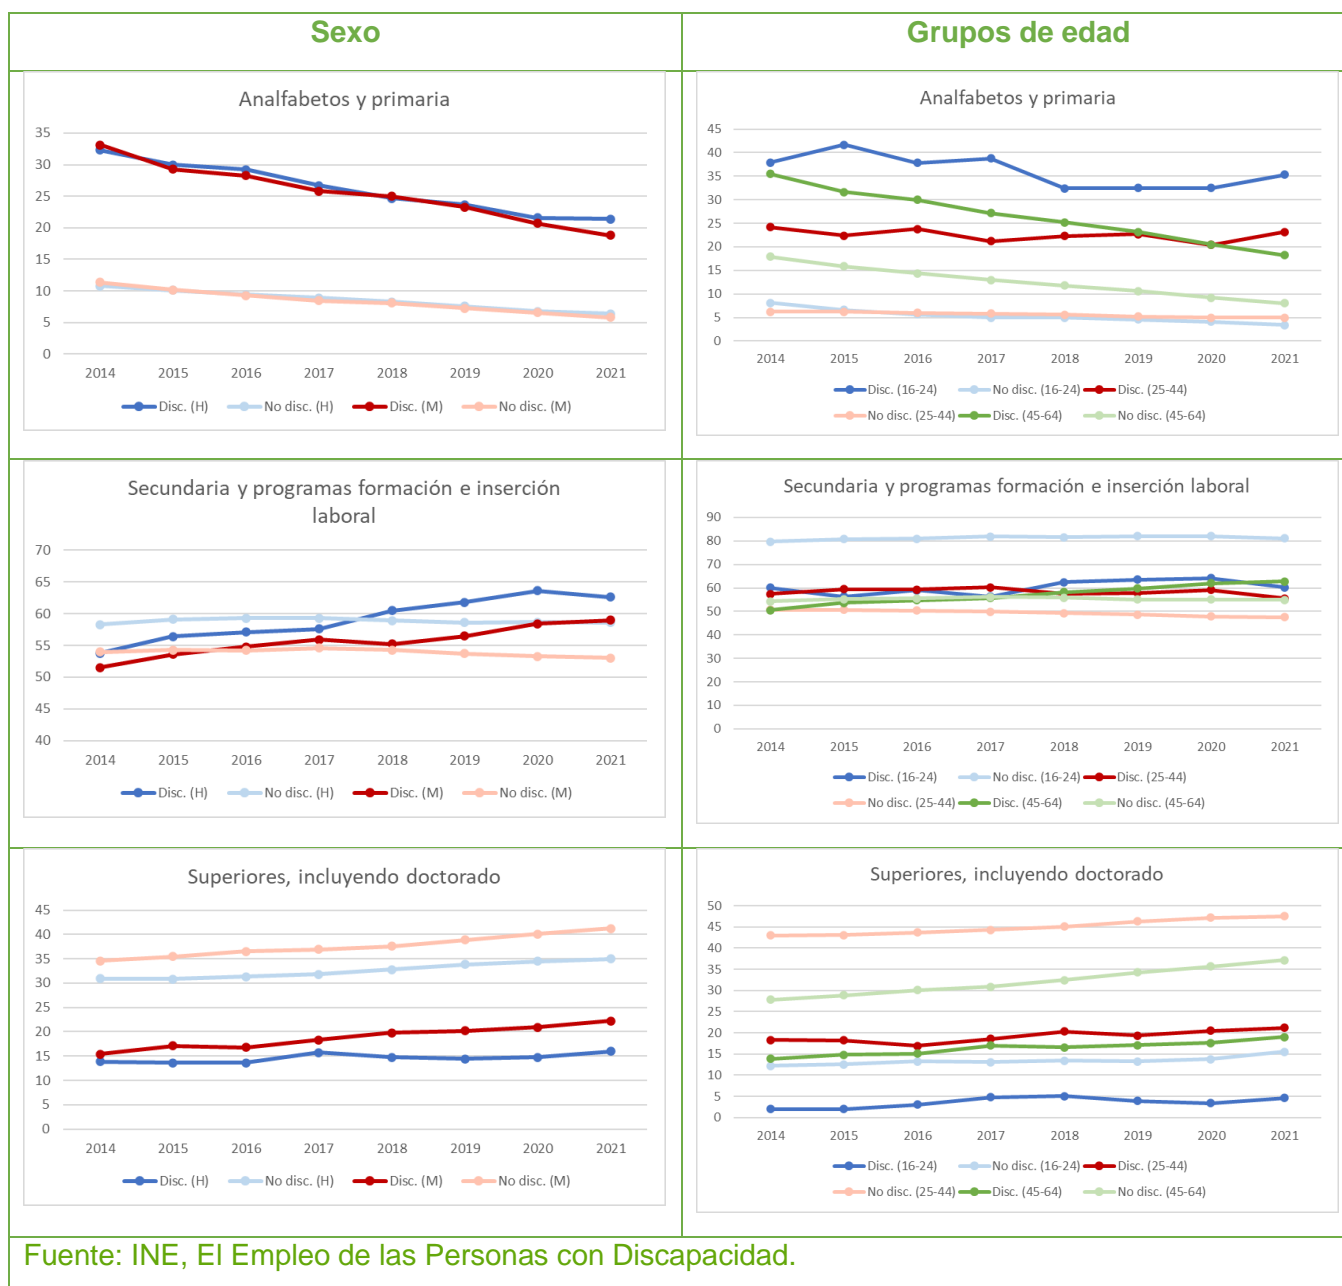 Sexo
Grupos de edad
Analfabetos y primaria
35
30
25
20
15
10
5
0
2014 2015 2016 2017 2018 2019 2020 2021
Disc. (H) No disc. (H) Disc. (M) No disc. (M)
Analfabetos y primaria
45
40
35
30
25
20
15
10
5
0
2014 2015 2016 2017 2018 2019 2020 2021
Disc. (16-24) No disc. (16-24) Disc. (25-44)
No disc. (25-44) Disc. (45-64) No disc. (45-64)
Secundaria y programas formación e inserción
laboral
70
65
60
55
50
45
40
2014 2015 2016 2017 2018 2019 2020 2021
Disc. (H) No disc. (H) Disc. (M) No disc. (M)
Secundaria y programas formación e inserción laboral
90
80
70
60
50
40
30
20
10
0
2014 2015 2016 2017 2018 2019 2020 2021
Disc. (16-24) No disc. (16-24) Disc. (25-44)
No disc. (25-44) Disc. (45-64) No disc. (45-64)
Superiores, incluyendo doctorado
45
40
35
30
25
20
15
10
5
0
2014 2015 2016 2017 2018 2019 2020 2021
Disc. (H) No disc. (H) Disc. (M) No disc. (M)
Superiores, incluyendo doctorado
50
45
40
35
30
25
20
15
10
5
0
2014 2015 2016 2017 2018 2019 2020 2021
Disc. (16-24) No disc. (16-24) Disc. (25-44)
No disc. (25-44) Disc. (45-64) No disc. (45-64)
Fuente: INE, El Empleo de las Personas con Discapacidad.